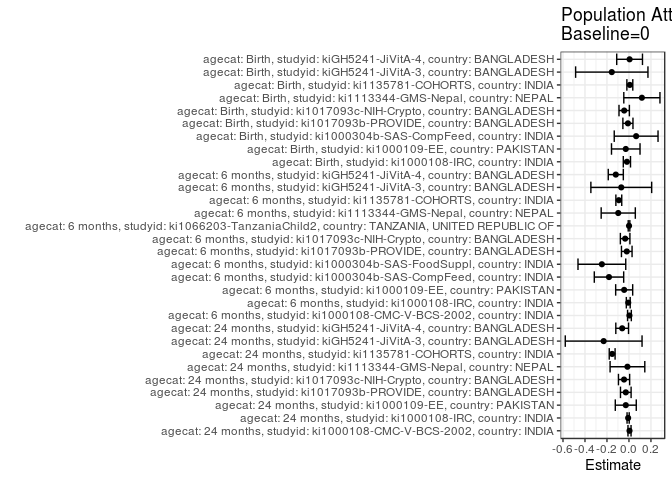 Population Att
Baseline=0
agecat: Birth, studyid: kiGH5241-JiVitA-4, country: BANGLADESH
agecat: Birth, studyid: kiGH5241-JiVitA-3, country: BANGLADESH
agecat: Birth, studyid: ki1135781-COHORTS, country: INDIA
agecat: Birth, studyid: ki1113344-GMS-Nepal, country: NEPAL
agecat: Birth, studyid: ki1017093c-NIH-Crypto, country: BANGLADESH
agecat: Birth, studyid: ki1017093b-PROVIDE, country: BANGLADESH
agecat: Birth, studyid: ki1000304b-SAS-CompFeed, country: INDIA
agecat: Birth, studyid: ki1000109-EE, country: PAKISTAN
agecat: Birth, studyid: ki1000108-IRC, country: INDIA
agecat: 6 months, studyid: kiGH5241-JiVitA-4, country: BANGLADESH
agecat: 6 months, studyid: kiGH5241-JiVitA-3, country: BANGLADESH
agecat: 6 months, studyid: ki1135781-COHORTS, country: INDIA
agecat: 6 months, studyid: ki1113344-GMS-Nepal, country: NEPAL
agecat: 6 months, studyid: ki1066203-TanzaniaChild2, country: TANZANIA, UNITED REPUBLIC OF
agecat: 6 months, studyid: ki1017093c-NIH-Crypto, country: BANGLADESH
agecat: 6 months, studyid: ki1017093b-PROVIDE, country: BANGLADESH
agecat: 6 months, studyid: ki1000304b-SAS-FoodSuppl, country: INDIA
agecat: 6 months, studyid: ki1000304b-SAS-CompFeed, country: INDIA
agecat: 6 months, studyid: ki1000109-EE, country: PAKISTAN
agecat: 6 months, studyid: ki1000108-IRC, country: INDIA
agecat: 6 months, studyid: ki1000108-CMC-V-BCS-2002, country: INDIA
agecat: 24 months, studyid: kiGH5241-JiVitA-4, country: BANGLADESH
agecat: 24 months, studyid: kiGH5241-JiVitA-3, country: BANGLADESH
agecat: 24 months, studyid: ki1135781-COHORTS, country: INDIA
agecat: 24 months, studyid: ki1113344-GMS-Nepal, country: NEPAL
agecat: 24 months, studyid: ki1017093c-NIH-Crypto, country: BANGLADESH
agecat: 24 months, studyid: ki1017093b-PROVIDE, country: BANGLADESH
agecat: 24 months, studyid: ki1000109-EE, country: PAKISTAN
agecat: 24 months, studyid: ki1000108-IRC, country: INDIA
agecat: 24 months, studyid: ki1000108-CMC-V-BCS-2002, country: INDIA
-0.6 -0.4 -0.2 0.0 0.2
Estimate